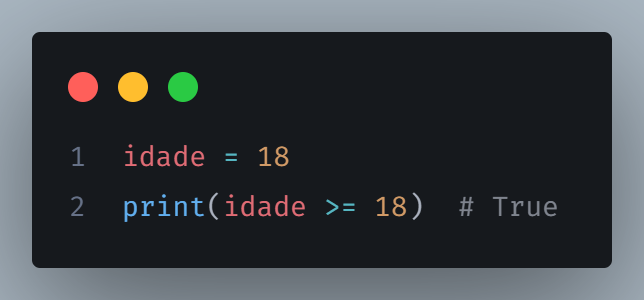 1 idade = 18
2 print(idade >= 18) # True